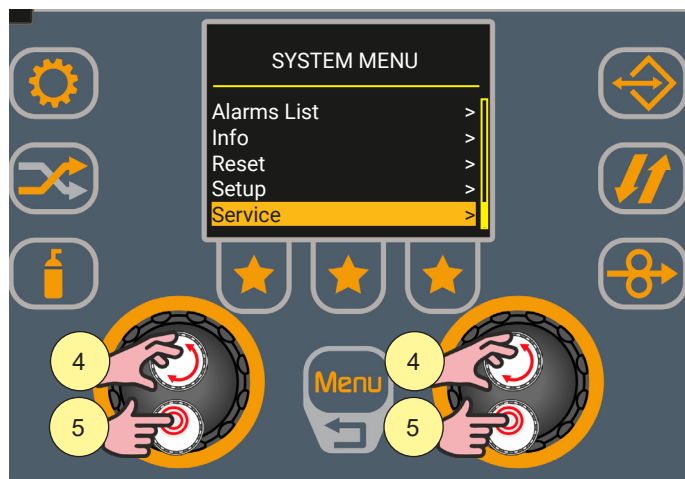 SYSTEM MENU
Alarms List >
Info >
Reset >
Setup >
Service >
4
4
Menu
5
5